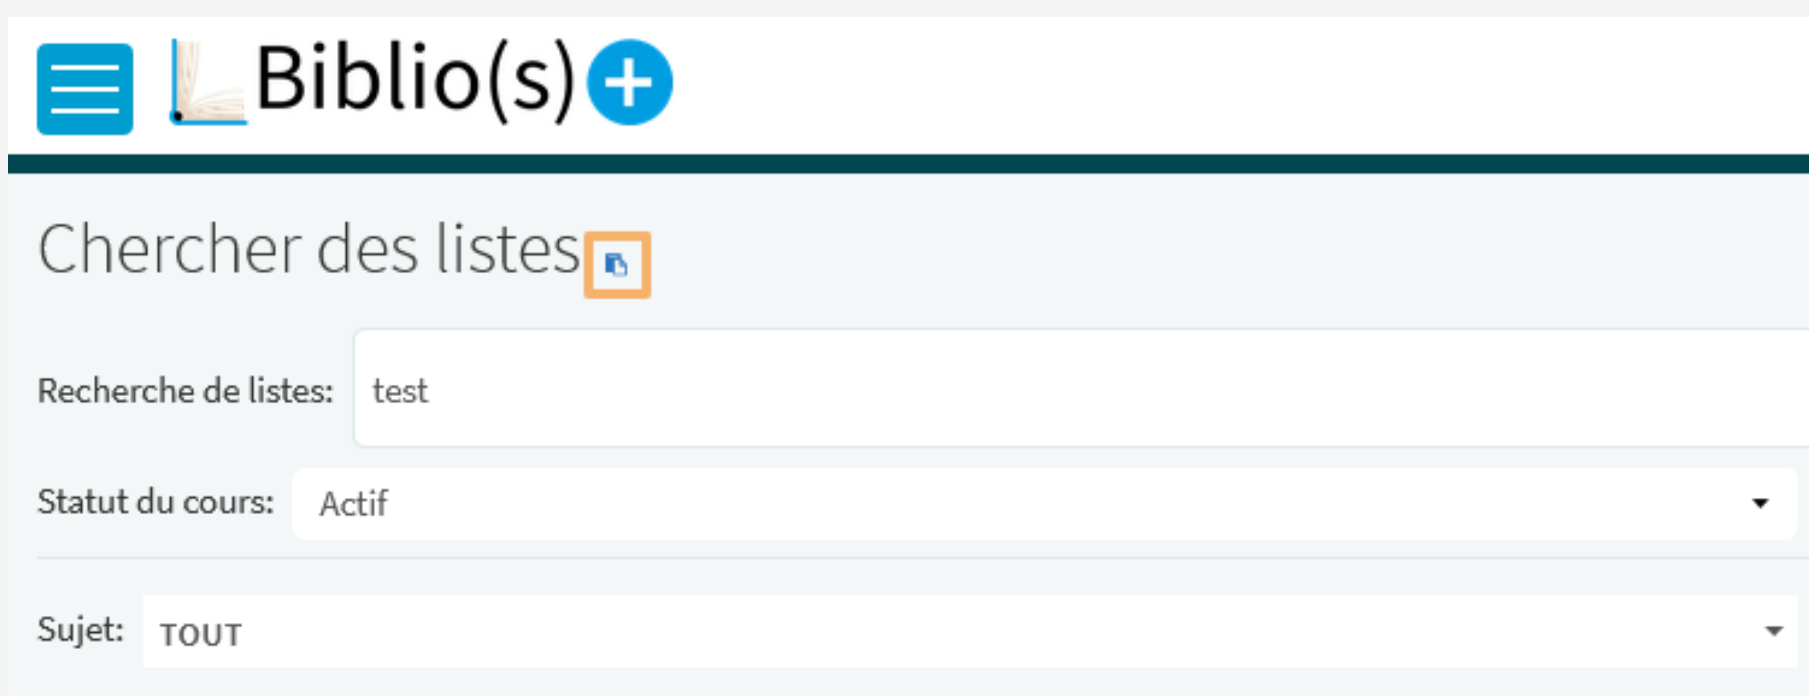 Biblio(s)+
Chercher des listes
Recherche de listes: test
Statut du cours: Actif
Sujet: TOUT